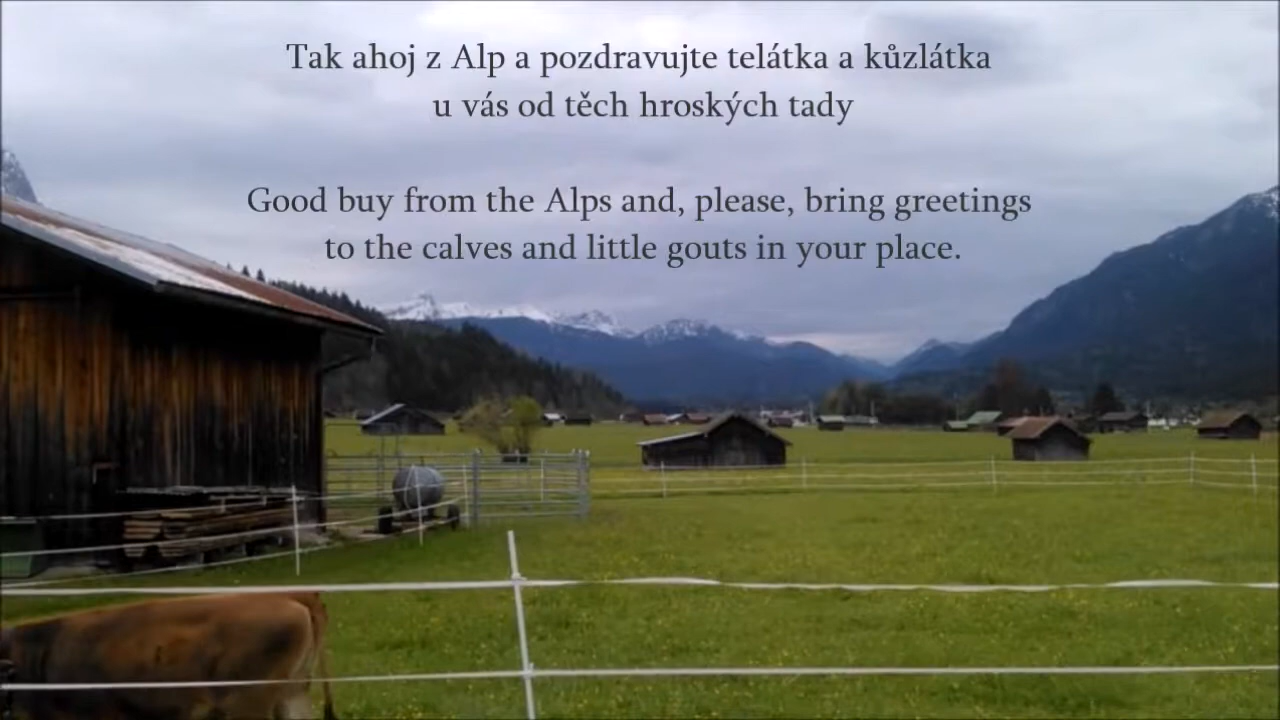 Tak ahoj z Alp a pozdravujte telátka a kůzlátka
u vás od těch hroských tady
Good buy from the Alps and, please, bring greetings
to the calves and little gouts in your place.